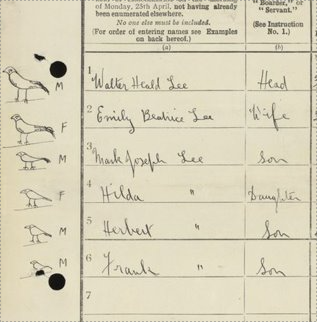 of Monday, 25th April, not having already
been enumerated elsewhere.
No one else must be included.
(For order of entering names see Examples
on back hereof.)
"Boarder," or
"Servant."
(See Instruction
No. 1.)
(a) (b)
M 1 Walter Heald Lee Head
F 2 Emily Beatrice Lee Wife
M 3 Mark Joseph Lee Son
F 4 Hilda " Daughter
M 5 Herbert " Son
M 6 Frank " Son
7